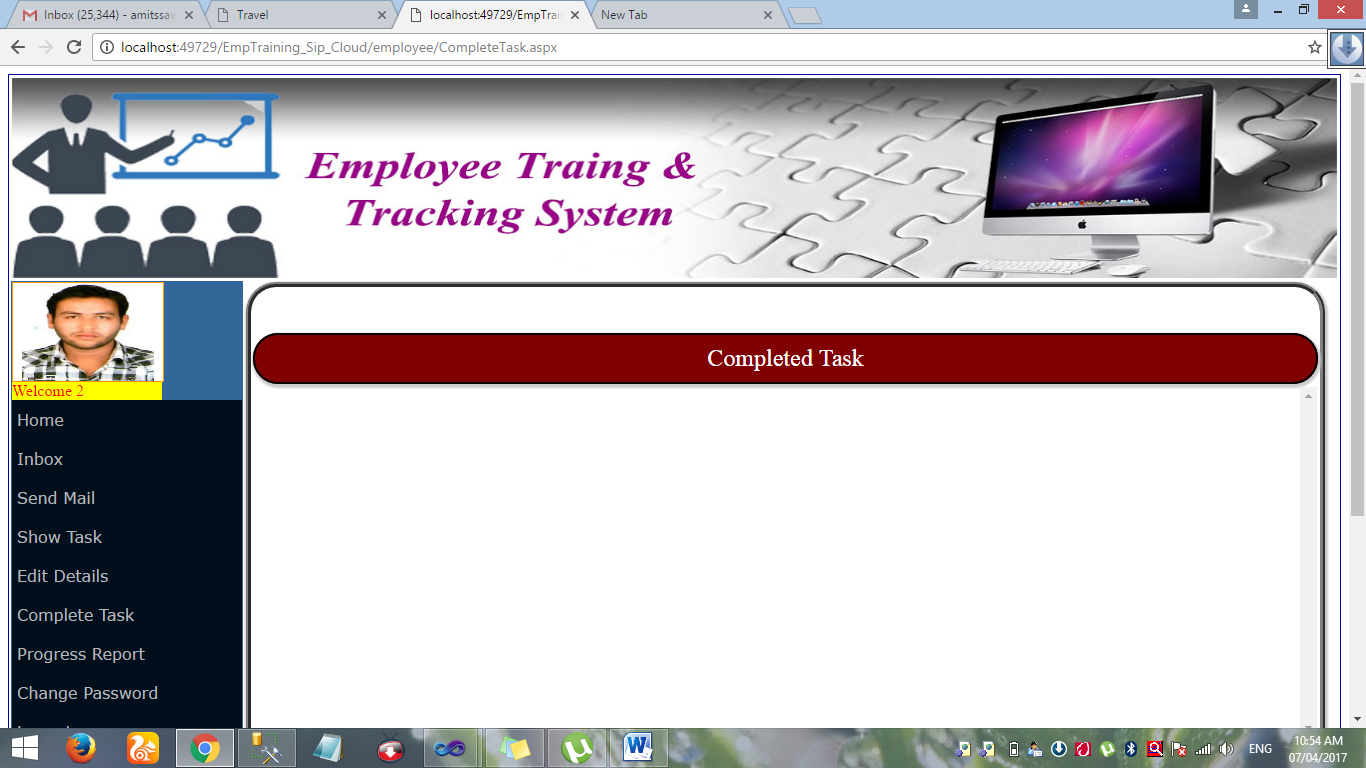 Inbox (25,344) - amitssav
Travel
localhost:49729/EmpTrai
New Tab
localhost:49729/EmpTraining_Sip_Cloud/employee/CompleteTask.aspx
Employee Traing &
Tracking System
Welcome 2
Completed Task
Home
Inbox
Send Mail
Show Task
Edit Details
Complete Task
Progress Report
Change Password
ENG
10:54 AM
07/04/2017